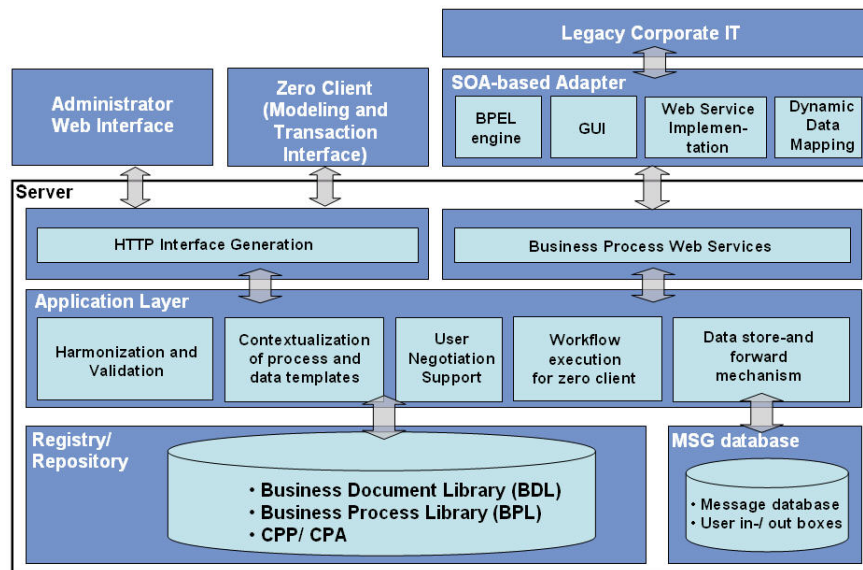 Legacy Corporate IT
Administrator
Web Interface
Zero Client
(Modeling and
Transaction
Interface)
SOA-based Adapter
BPEL
engine
GUI
Web Service
Implemen-
tation
Dynamic
Data
Mapping
Server
HTTP Interface Generation
Business Process Web Services
Application Layer
Harmonization and
Validation
Contextualization
of process and
data templates
User
Negotiation
Support
Workflow
execution
for zero client
Data store-and
forward
mechanism
Registry/
Repository
• Business Document Library (BDL)
• Business Process Library (BPL)
• CPP/ CPA
MSG database
• Message database
• User in-/ out boxes